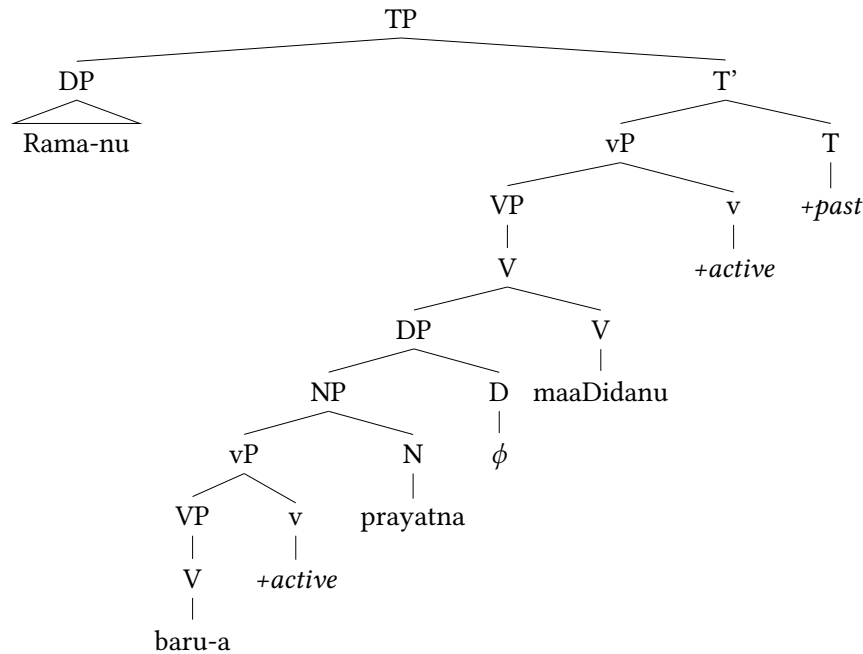 TP
DP T’
Rama-nu vP T
VP v +past
V +active
DP V
NP D maaDidanu
vP N ϕ
VP v prayatna
V +active
baru-a